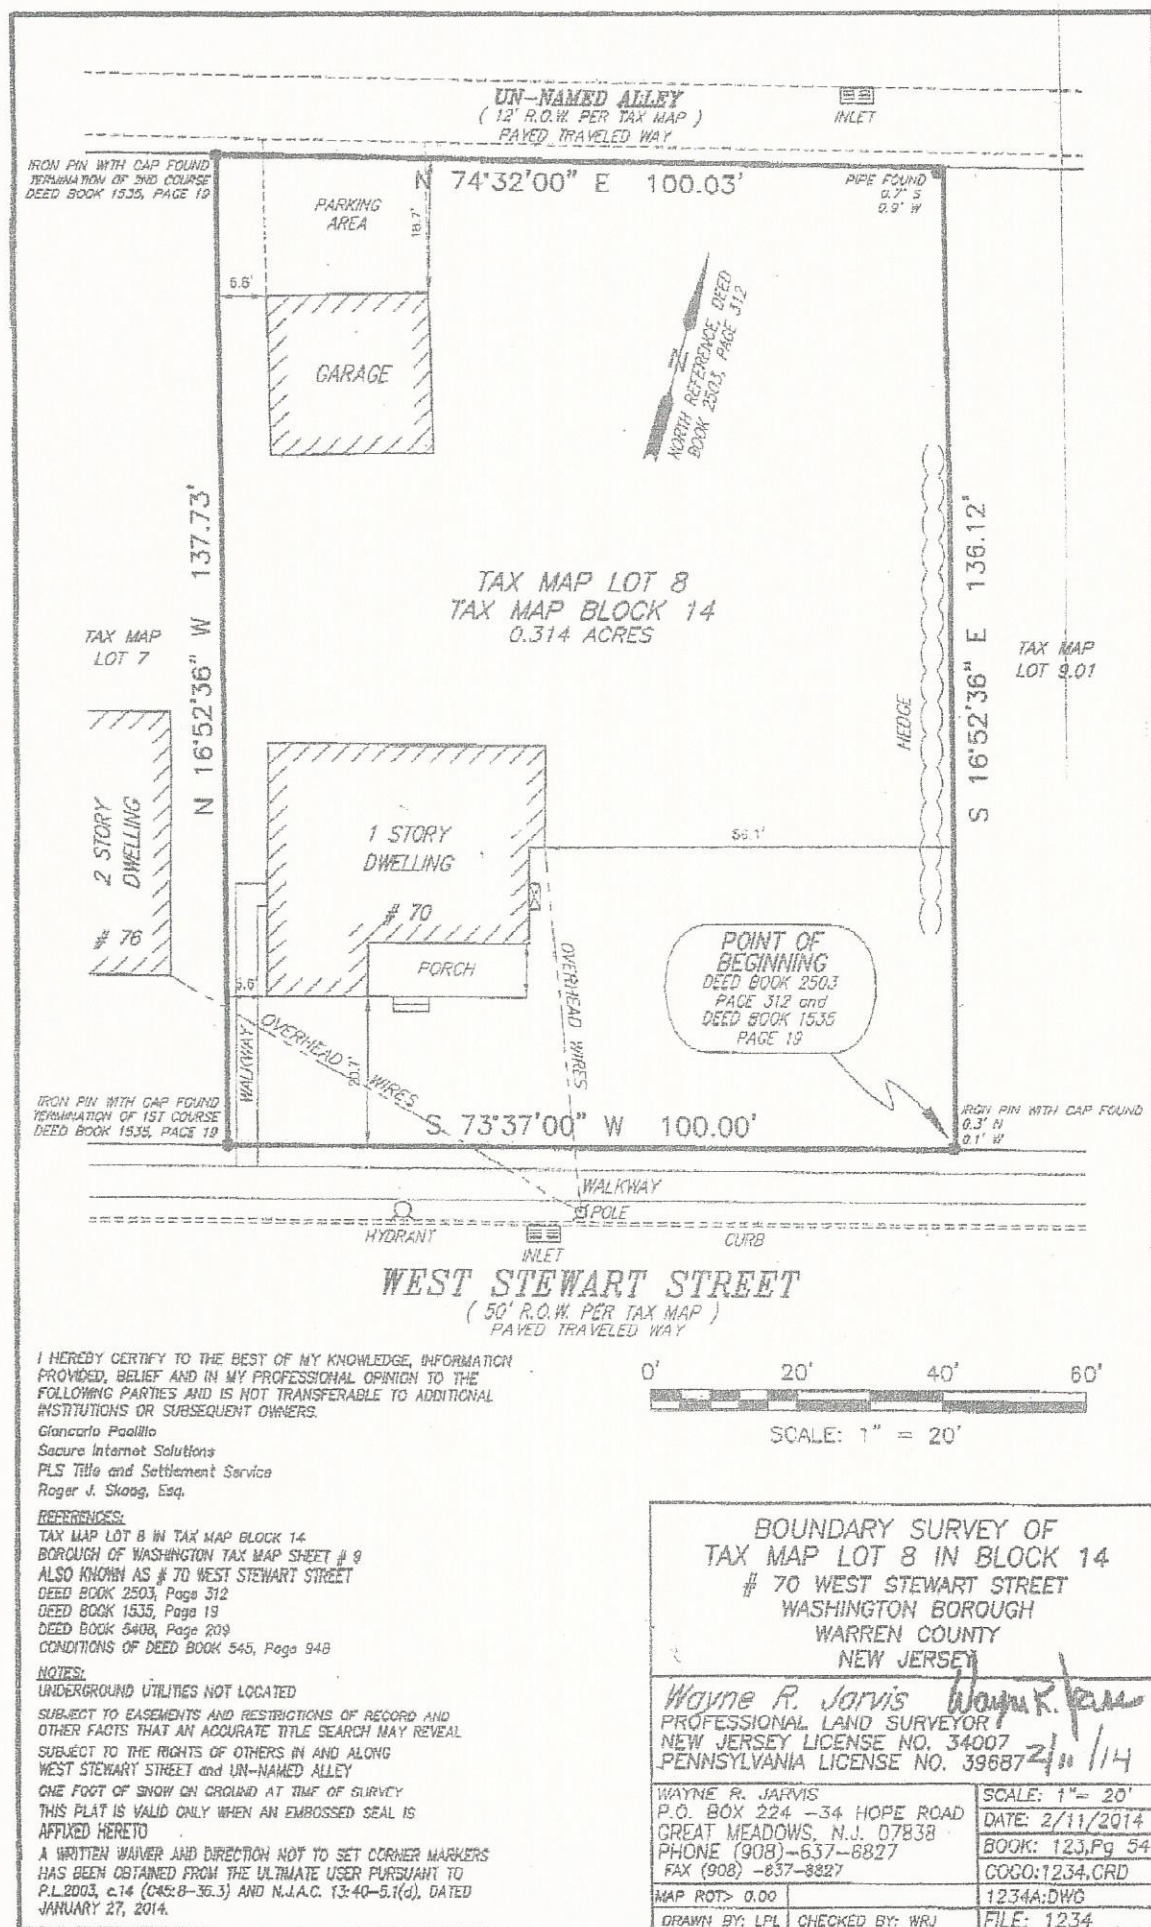 UN-NAMED ALLEY
( 12' R.O.W. PER TAX MAP )
PAVED TRAVELED WAY
INLET
IRON PIN WITH CAP FOUND
TERMINATION OF 2ND COURSE
DEED BOOK 1535, PAGE 19
N 74°32'00" E 100.03'
PIPE FOUND
0.7' S
0.9' W
PARKING
AREA
18.7'
NORTH REFERENCE, DEED
BOOK 2503, PAGE 312
N
GARAGE
N 16°52'36" W 137.73'
S 16°52'36" E 136.12'
TAX MAP LOT 8
TAX MAP BLOCK 14
0.314 ACRES
TAX MAP
LOT 7
TAX MAP
LOT 9.01
HEDGE
2 STORY
DWELLING
# 76
1 STORY
DWELLING
# 70
56.1'
PORCH
POINT OF
BEGINNING
DEED BOOK 2503
PAGE 312 and
DEED BOOK 1535
PAGE 19
5.6'
WALKWAY
OVERHEAD WIRES
20.7'
OVERHEAD WIRES
IRON PIN WITH CAP FOUND
TERMINATION OF 1ST COURSE
DEED BOOK 1535, PAGE 19
S 73°37'00" W 100.00'
IRON PIN WITH CAP FOUND
0.3' N
0.1' W
WALKWAY
POLE
HYDRANT
INLET
CURB
WEST STEWART STREET
( 50' R.O.W. PER TAX MAP )
PAVED TRAVELED WAY
I HEREBY CERTIFY TO THE BEST OF MY KNOWLEDGE, INFORMATION
PROVIDED, BELIEF AND IN MY PROFESSIONAL OPINION TO THE
FOLLOWING PARTIES AND IS NOT TRANSFERABLE TO ADDITIONAL
INSTITUTIONS OR SUBSEQUENT OWNERS.
Giancarlo Paolillo
Secure Internet Solutions
PLS Title and Settlement Service
Roger J. Skoog, Esq.
REFERENCES:
TAX MAP LOT 8 IN TAX MAP BLOCK 14
BOROUGH OF WASHINGTON TAX MAP SHEET # 9
ALSO KNOWN AS # 70 WEST STEWART STREET
DEED BOOK 2503, Page 312
DEED BOOK 1535, Page 19
DEED BOOK 5408, Page 209
CONDITIONS OF DEED BOOK 545, Page 948
NOTES:
UNDERGROUND UTILITIES NOT LOCATED
SUBJECT TO EASEMENTS AND RESTRICTIONS OF RECORD AND
OTHER FACTS THAT AN ACCURATE TITLE SEARCH MAY REVEAL
SUBJECT TO THE RIGHTS OF OTHERS IN AND ALONG
WEST STEWART STREET and UN-NAMED ALLEY
ONE FOOT OF SNOW ON GROUND AT TIME OF SURVEY
THIS PLAT IS VALID ONLY WHEN AN EMBOSSED SEAL IS
AFFIXED HERETO
A WRITTEN WAIVER AND DIRECTION NOT TO SET CORNER MARKERS
HAS BEEN OBTAINED FROM THE ULTIMATE USER PURSUANT TO
P.L.2003, c.14 (C45:8-36.3) AND N.J.A.C. 13:40-5.1(d), DATED
JANUARY 27, 2014.
0' 20' 40' 60'
SCALE: 1" = 20'
BOUNDARY SURVEY OF
TAX MAP LOT 8 IN BLOCK 14
# 70 WEST STEWART STREET
WASHINGTON BOROUGH
WARREN COUNTY
NEW JERSEY
Wayne R. Jarvis Wayne R. Jarvis
PROFESSIONAL LAND SURVEYOR
NEW JERSEY LICENSE NO. 34007
PENNSYLVANIA LICENSE NO. 39687 2/11/14
WAYNE R. JARVIS
P.O. BOX 224 -34 HOPE ROAD
GREAT MEADOWS, N.J. 07838
PHONE (908)-637-6827
FAX (908) -637-8827
SCALE: 1"= 20'
DATE: 2/11/2014
BOOK: 123,Pg 54
COGO:1234.CRD
MAP ROT> 0.00
1234A:DWG
DRAWN BY: LPL CHECKED BY: WRJ
FILE: 1234